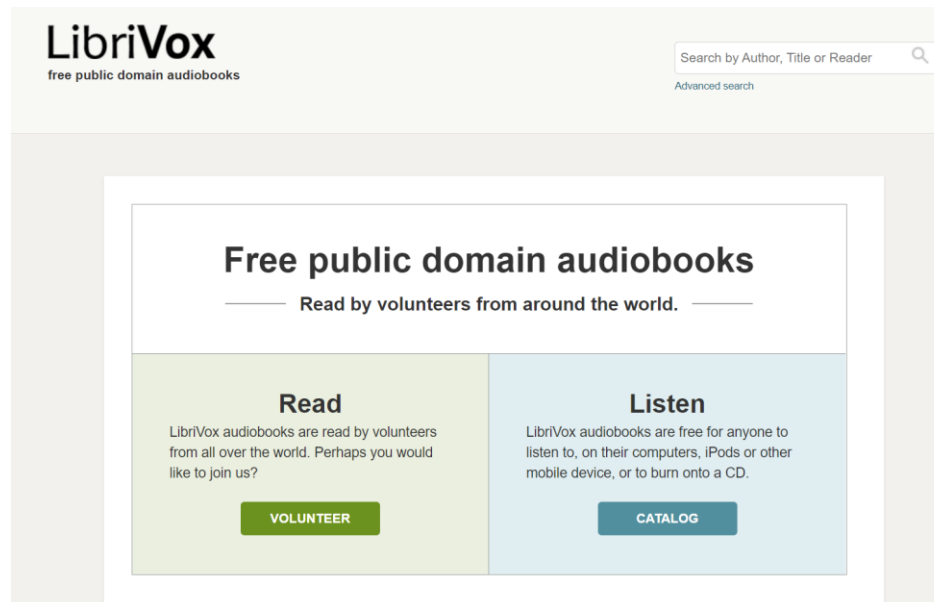 LibriVox
free public domain audiobooks
Search by Author, Title or Reader
Advanced search
Free public domain audiobooks
Read by volunteers from around the world.
Read
LibriVox audiobooks are read by volunteers
from all over the world. Perhaps you would
like to join us?
VOLUNTEER
Listen
LibriVox audiobooks are free for anyone to
listen to, on their computers, iPods or other
mobile device, or to burn onto a CD.
CATALOG